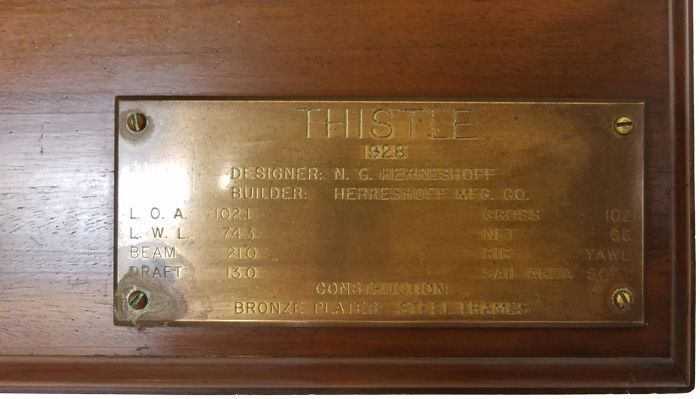 THISTLE
1928
DESIGNER: N. G. HERRESHOFF
BUILDER: HERRESHOFF MFG. CO.
L. O. A. 102.1 GROSS 102
L. W. L. 74.3 NET
BEAM 21.0 RIG YAWL
DRAFT 13.0 SAIL AREA
CONSTRUCTION
BRONZE PLATES STEEL FRAMES